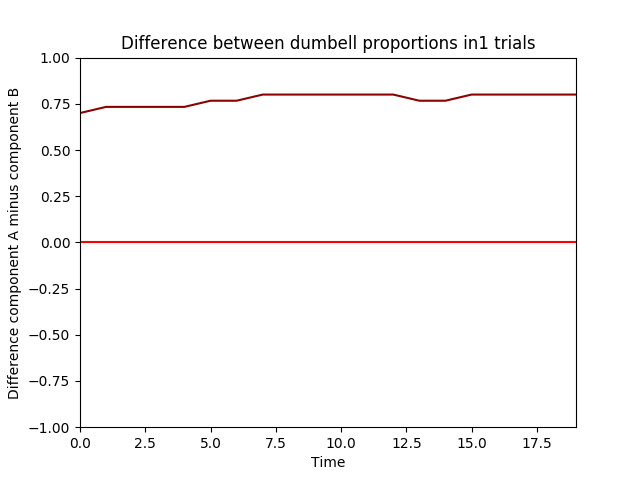 Difference between dumbell proportions in1 trials
Difference component A minus component B
1.00
0.75
0.50
0.25
0.00
−0.25
−0.50
−0.75
−1.00
0.0 2.5 5.0 7.5 10.0 12.5 15.0 17.5
Time